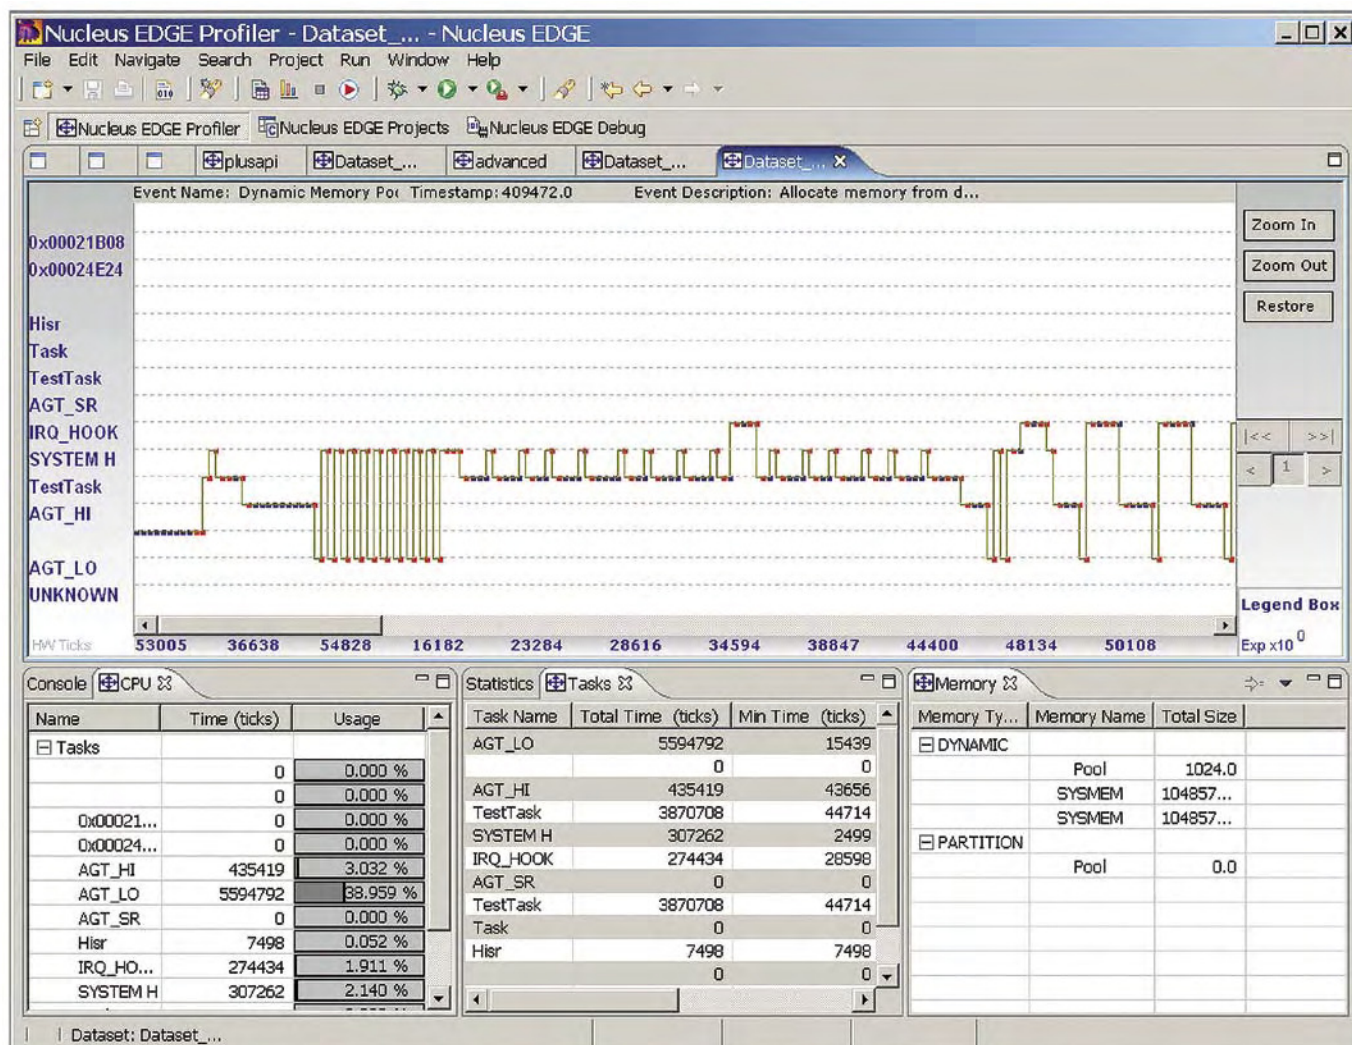 Nucleus EDGE Profiler - Dataset_... - Nucleus EDGE
File Edit Navigate Search Project Run Window Help
Nucleus EDGE Profiler Nucleus EDGE Projects Nucleus EDGE Debug
plusapi Dataset_... advanced Dataset_... Dataset_...
Event Name: Dynamic Memory Poo Timestamp: 409472.0 Event Description: Allocate memory from d...
Zoom In
0x00021B08
Zoom Out
0x00024E24
Restore
Hisr
Task
TestTask
AGT_SR
IRQ_HOOK
|<< >>|
SYSTEM H
< 1 >
TestTask
AGT_HI
AGT_LO
UNKNOWN
Legend Box
HW Ticks 53005 36638 54828 16182 23284 28616 34594 38847 44400 48134 50108 Exp x10 0
Console CPU
Name Time (ticks) Usage
Tasks
0 0.000 %
0 0.000 %
0x00021... 0 0.000 %
0x00024... 0 0.000 %
AGT_HI 435419 3.032 %
AGT_LO 5594792 38.959 %
AGT_SR 0 0.000 %
Hisr 7498 0.052 %
IRQ_HO... 274434 1.911 %
SYSTEM H 307262 2.140 %
Statistics Tasks
Task Name Total Time (ticks) Min Time (ticks)
AGT_LO 5594792 15439
0 0
AGT_HI 435419 43656
TestTask 3870708 44714
SYSTEM H 307262 2499
IRQ_HOOK 274434 28598
AGT_SR 0 0
TestTask 3870708 44714
Task 0 0
Hisr 7498 7498
0 0
Memory
Memory Ty... Memory Name Total Size
DYNAMIC
Pool 1024.0
SYSMEM 104857...
SYSMEM 104857...
PARTITION
Pool 0.0
Dataset: Dataset_...